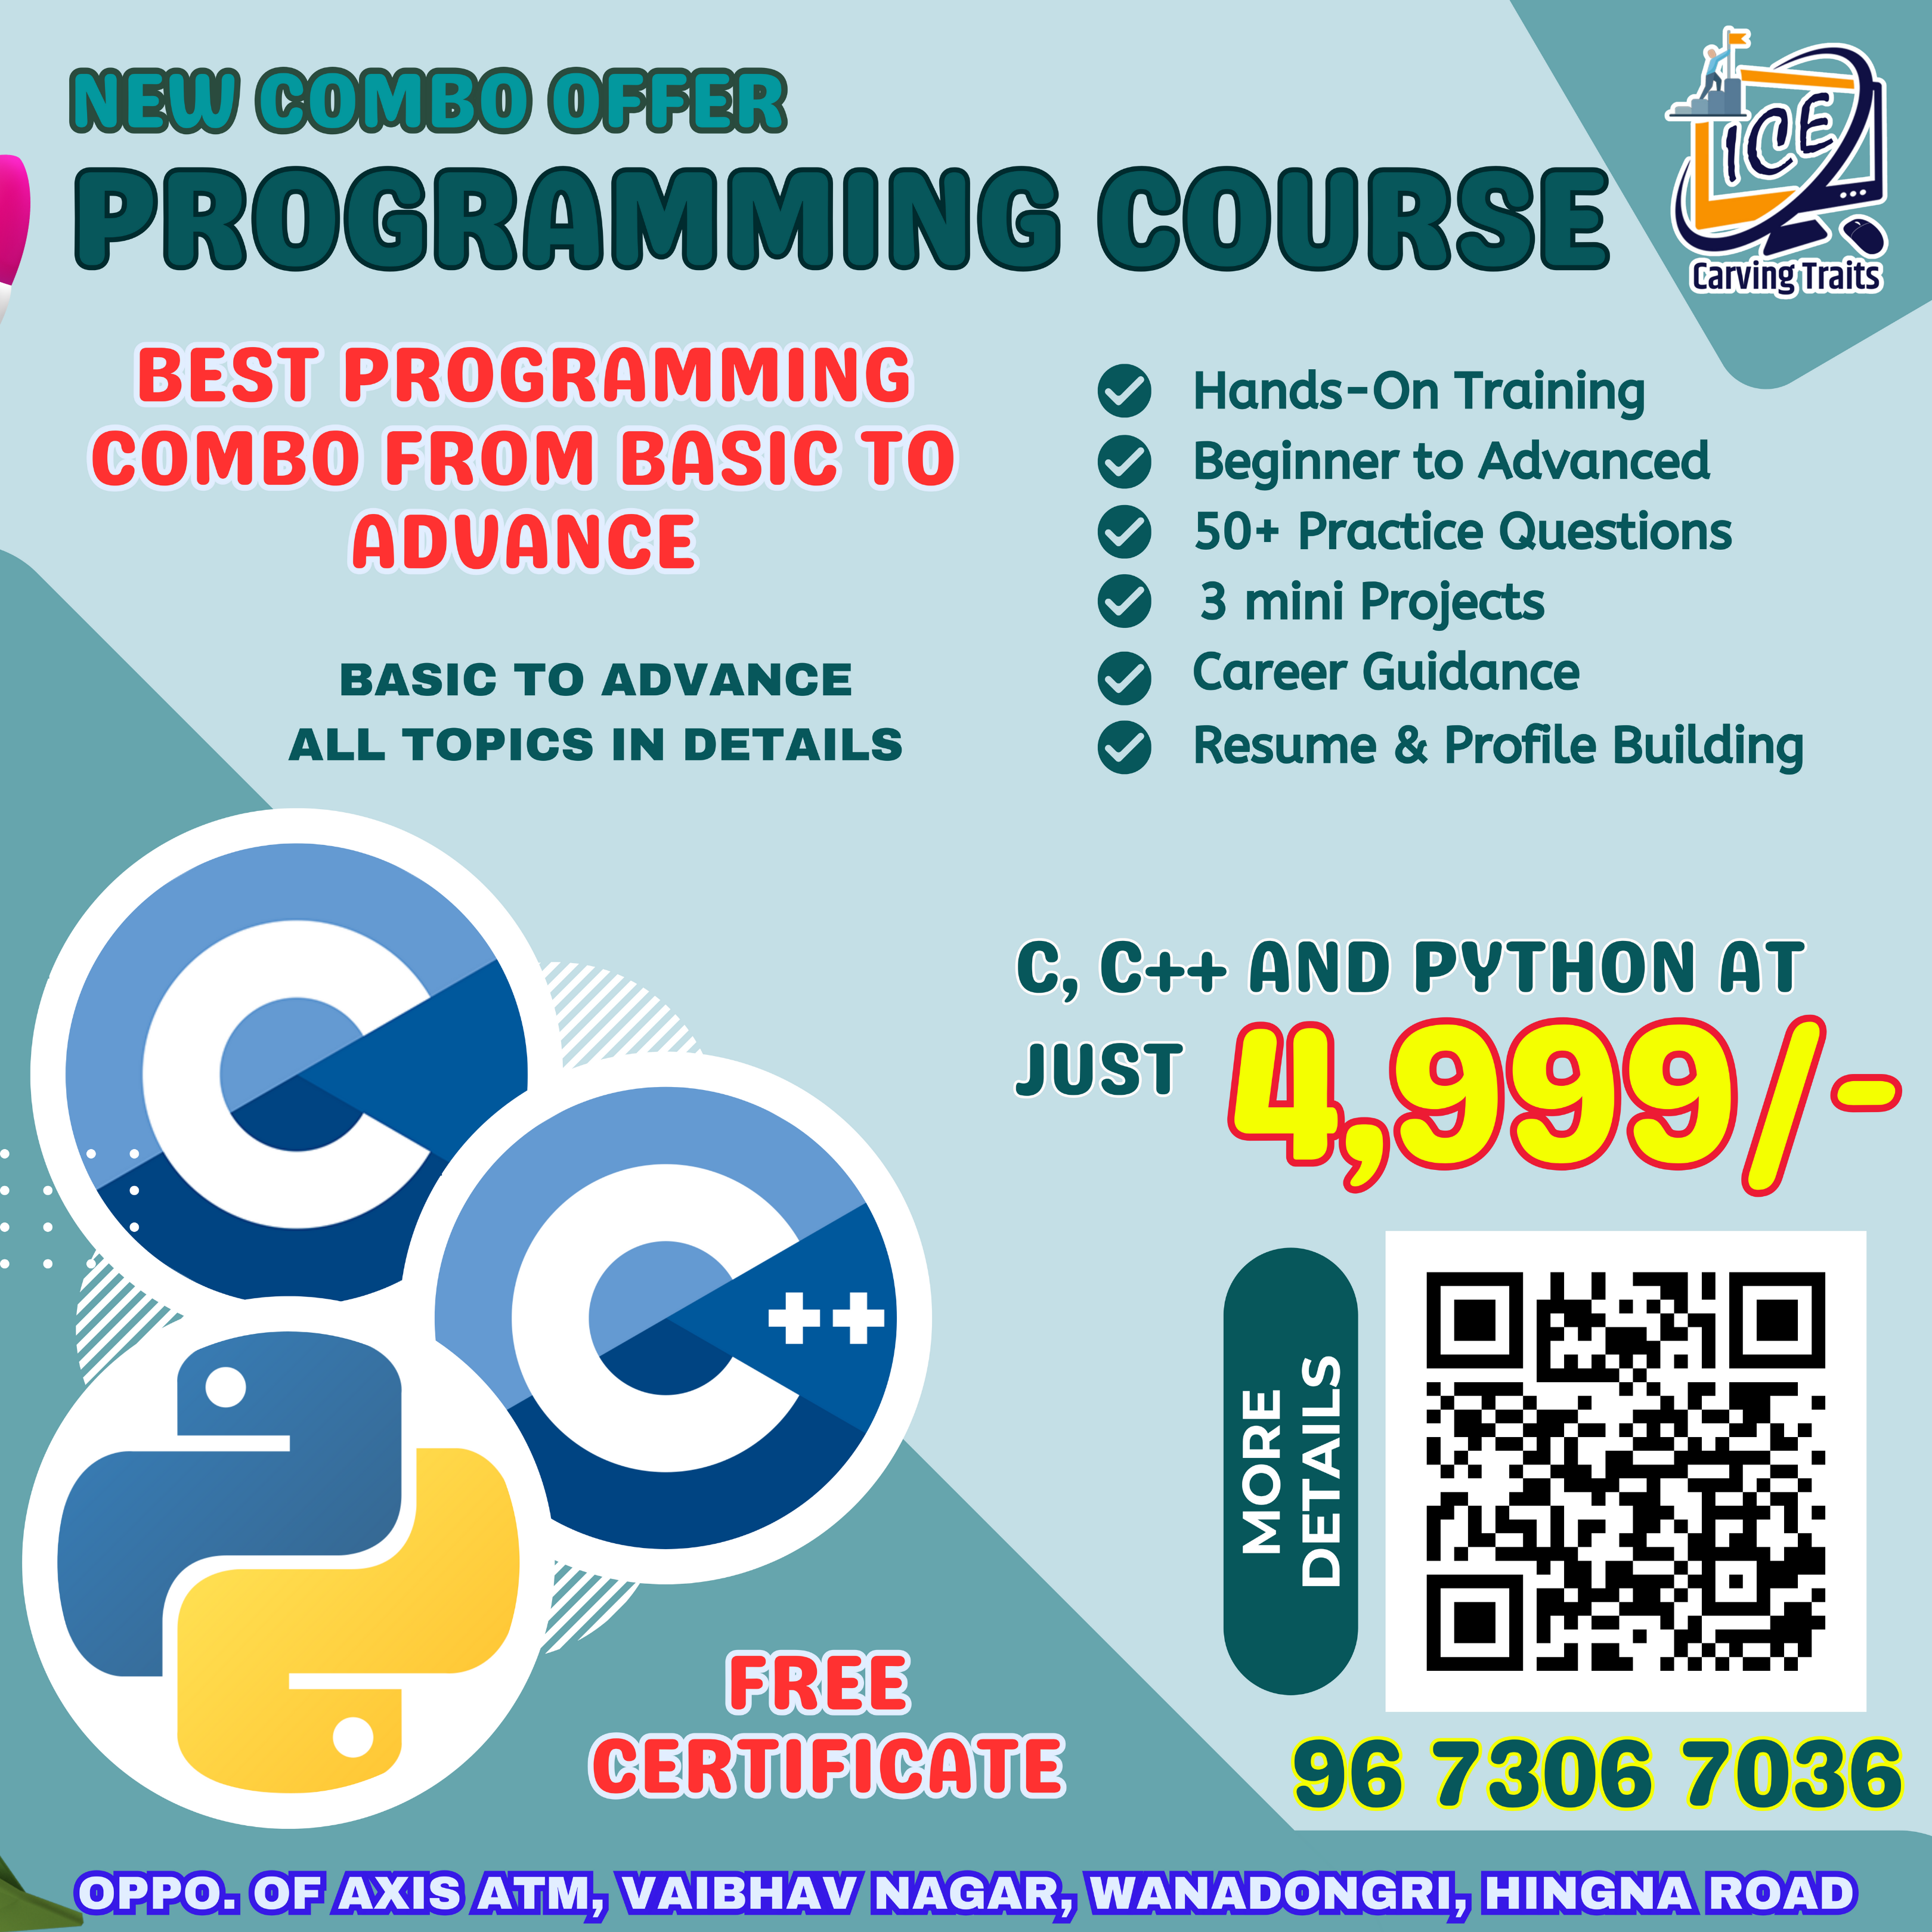 NEW COMBO OFFER
PROGRAMMING COURSE
ICE
Carving Traits
BEST PROGRAMMING
COMBO FROM BASIC TO
ADVANCE
BASIC TO ADVANCE
ALL TOPICS IN DETAILS
Hands-On Training
Beginner to Advanced
50+ Practice Questions
3 mini Projects
Career Guidance
Resume & Profile Building
C
C++
C, C++ AND PYTHON AT
JUST 4,999/-
MORE
DETAILS
FREE
CERTIFICATE
96 7306 7036
OPPO. OF AXIS ATM, VAIBHAV NAGAR, WANADONGRI, HINGNA ROAD